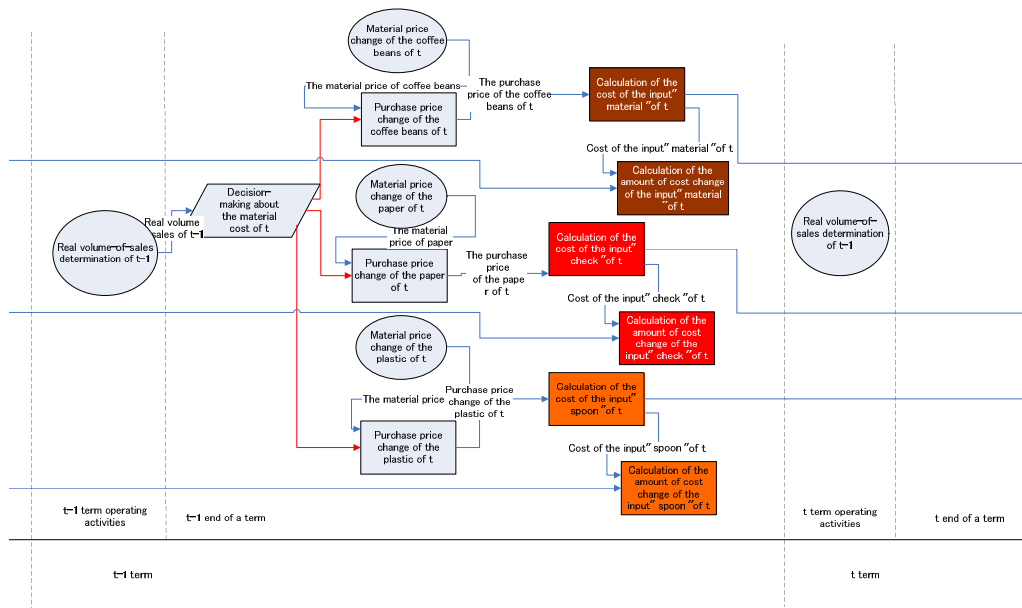 Material price
change of the coffee
beans of t
The material price of coffee beans
The purchase
price of the coffee
beans of t
Purchase price
change of the
coffee beans of t
Calculation of the
cost of the input"
material "of t
Cost of the input" material "of t
Calculation of the
amount of cost change
of the input" material
"of t
Decision-
making about
the material
cost of t
Material price
change of the
paper of t
Real volume
sales of t-1
Real volume-of-sales
determination of t-1
The material
price of paper
Purchase price
change of the paper
of t
The purchase
price
of the pape
r of t
Calculation of the
cost of the input"
check "of t
Real volume-of-
sales determination
of t-1
Cost of the input" check "of t
Calculation of the
amount of cost
change of the
input" check "of t
Material price
change of the
plastic of t
The material price
Purchase price
change of the
plastic of t
Calculation of the
cost of the input"
spoon "of t
Purchase price
change of the
plastic of t
Cost of the input" spoon "of t
Calculation of the
amount of cost
change of the
input" spoon "of t
t-1 term operating
activities
t-1 end of a term
t term operating
activities
t end of a term
t-1 term
t term